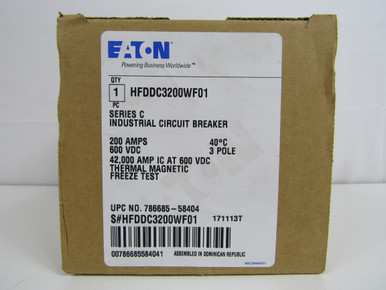 EATON
Powering Business Worldwide™
QTY
1 HFDDC3200WF01
PC
SERIES C
INDUSTRIAL CIRCUIT BREAKER
200 AMPS 40°C
600 VDC 3 POLE
42,000 AMP IC AT 600 VDC
THERMAL MAGNETIC
FREEZE TEST
UPC NO. 786685-58404
S#HFDDC3200WF01 171113T
00786685584041 ASSEMBLED IN DOMINICAN REPUBLIC